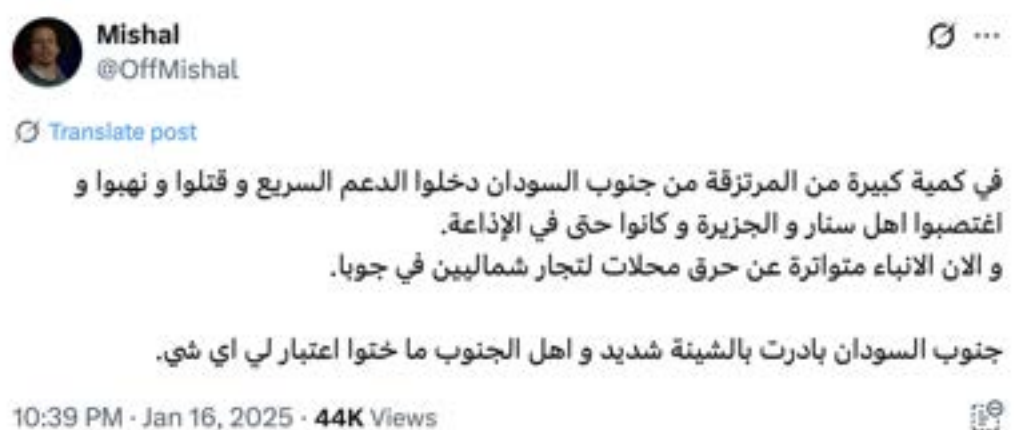 Mishal
@OffMishal
Translate post
في كمية كبيرة من المرتزقة من جنوب السودان دخلوا الدعم السريع و قتلوا و نهبوا و
اغتصبوا اهل سنار و الجزيرة و كانوا حتى في الإذاعة.
و الان الانباء متواترة عن حرق محلات لتجار شماليين في جوبا.
جنوب السودان بادرت بالشينة شديد و اهل الجنوب ما ختوا اعتبار لي اي شي.
10:39 PM · Jan 16, 2025 · 44K Views